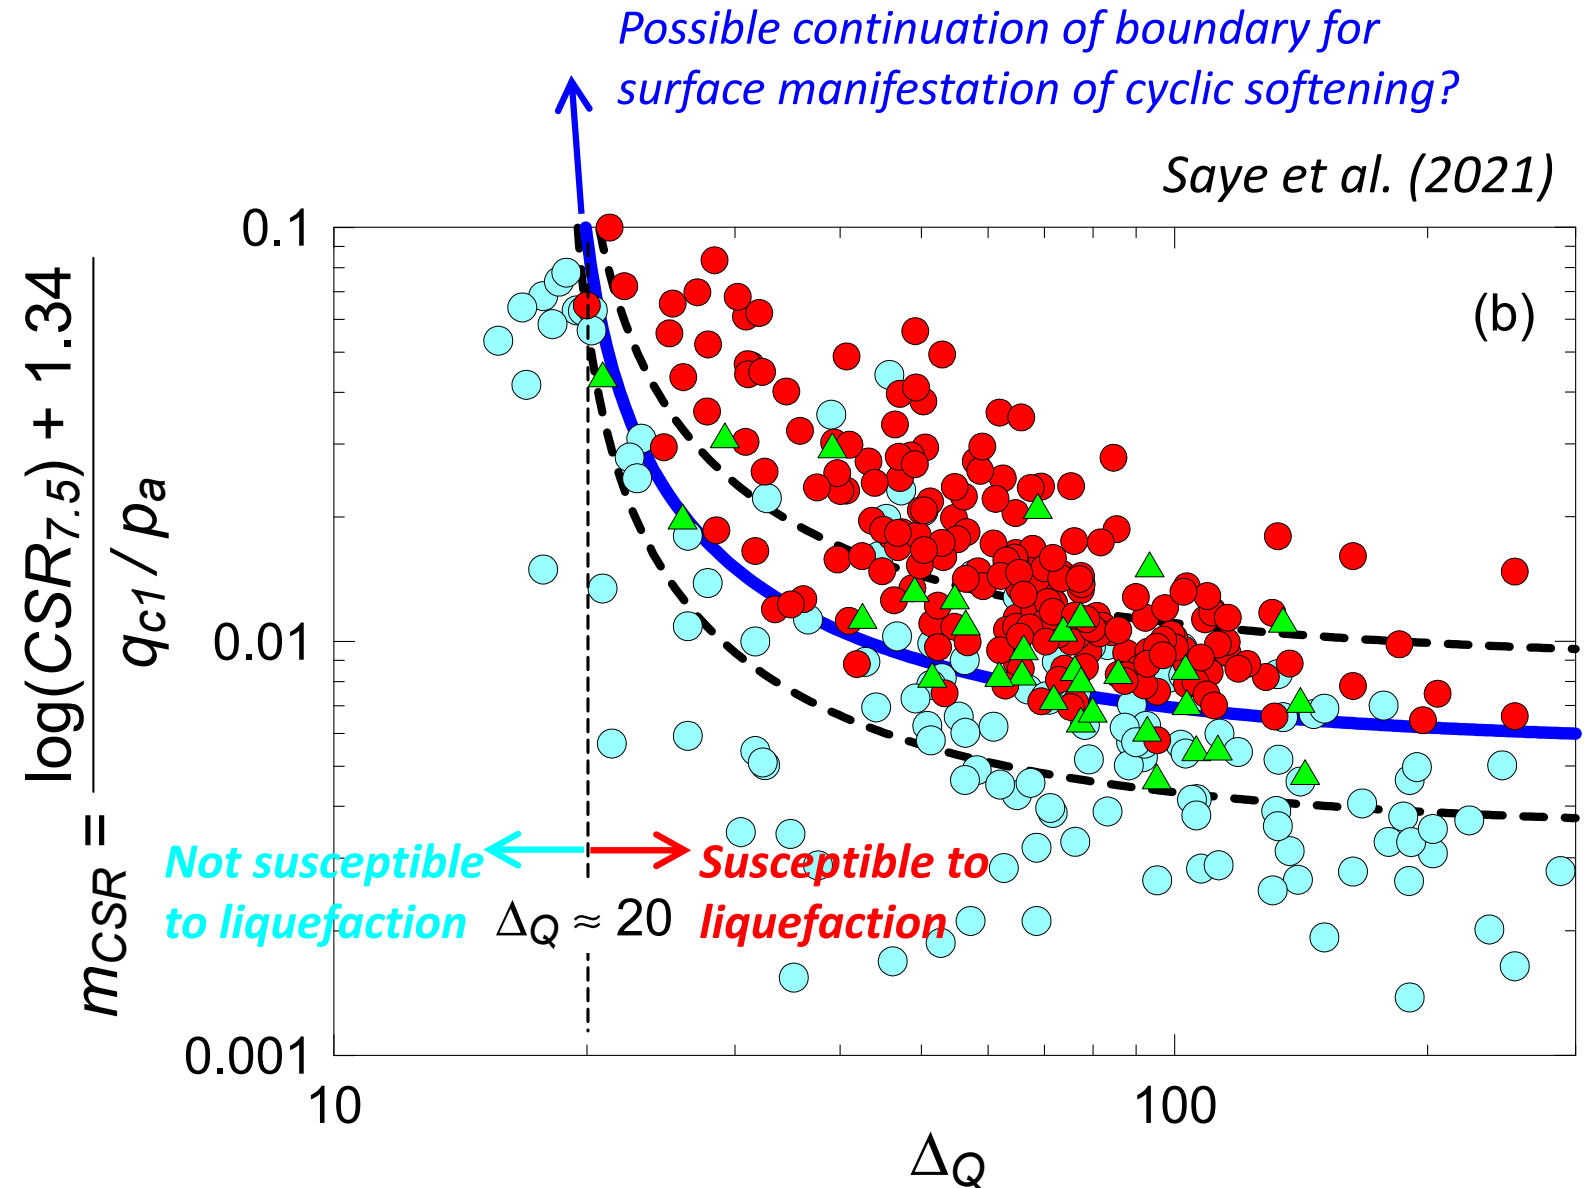 Possible continuation of boundary for
surface manifestation of cyclic softening?
Saye et al. (2021)
(b)
m_CSR = log(CSR_7.5) + 1.34
q_c1 / p_a
0.1
0.01
0.001
Not susceptible
to liquefaction
Δ_Q ≈ 20
Susceptible to
liquefaction
10
100
Δ_Q